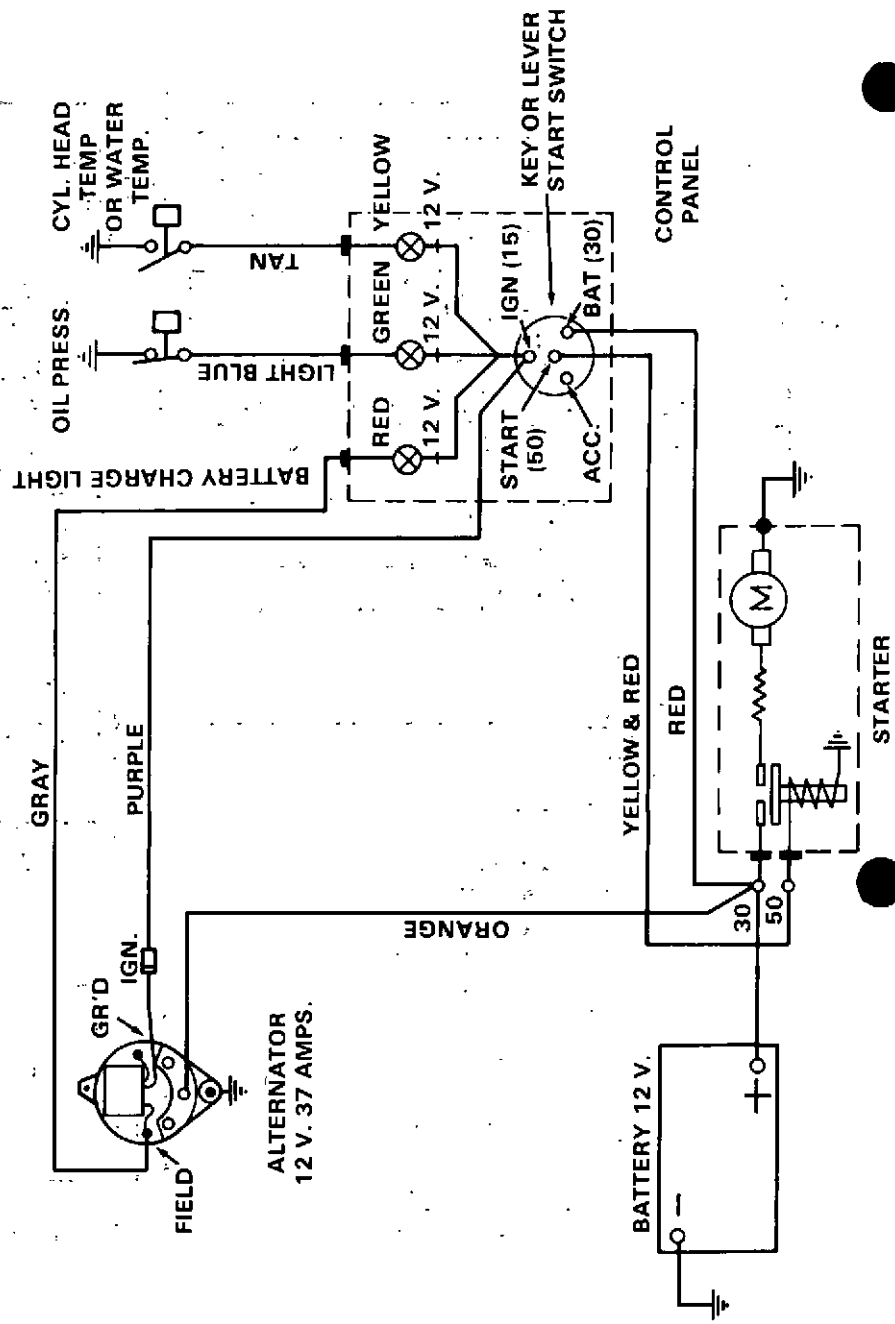 CYL. HEAD
TEMP
OR WATER
TEMP.
OIL PRESS.
BATTERY CHARGE LIGHT
LIGHT BLUE
TAN
RED
GREEN
YELLOW
12 V.
12 V.
12 V.
KEY OR LEVER
START SWITCH
IGN (15)
BAT (30)
START
(50)
ACC.
CONTROL
PANEL
GRAY
PURPLE
YELLOW & RED
RED
ORANGE
IGN.
GR'D
FIELD
ALTERNATOR
12 V. 37 AMPS.
30
50
M
STARTER
BATTERY 12 V.
-
+